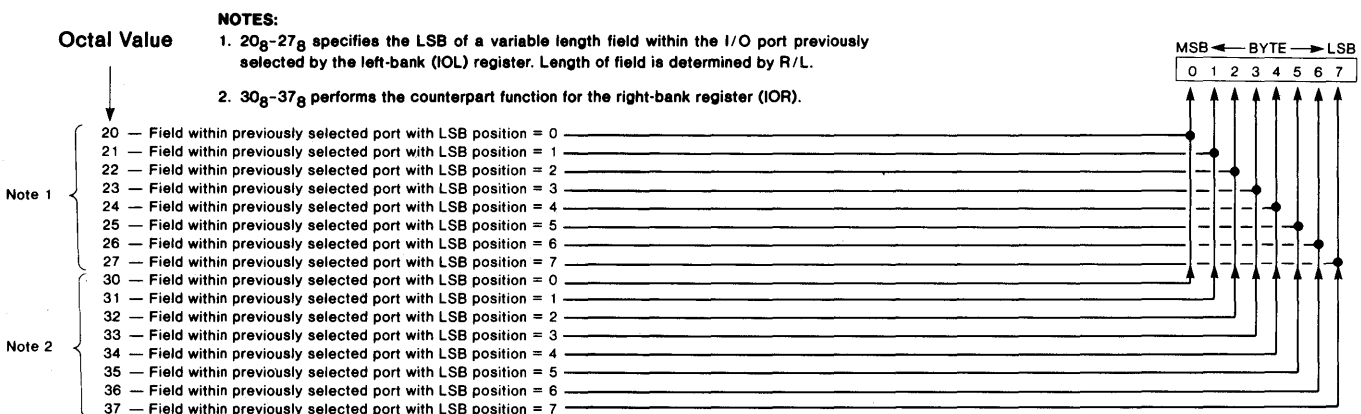 NOTES:
Octal Value
1. 20₈-27₈ specifies the LSB of a variable length field within the I/O port previously
selected by the left-bank (IOL) register. Length of field is determined by R/L.
2. 30₈-37₈ performs the counterpart function for the right-bank register (IOR).
MSB ◄— BYTE —► LSB
0 1 2 3 4 5 6 7
Note 1
20 — Field within previously selected port with LSB position = 0
21 — Field within previously selected port with LSB position = 1
22 — Field within previously selected port with LSB position = 2
23 — Field within previously selected port with LSB position = 3
24 — Field within previously selected port with LSB position = 4
25 — Field within previously selected port with LSB position = 5
26 — Field within previously selected port with LSB position = 6
27 — Field within previously selected port with LSB position = 7
Note 2
30 — Field within previously selected port with LSB position = 0
31 — Field within previously selected port with LSB position = 1
32 — Field within previously selected port with LSB position = 2
33 — Field within previously selected port with LSB position = 3
34 — Field within previously selected port with LSB position = 4
35 — Field within previously selected port with LSB position = 5
36 — Field within previously selected port with LSB position = 6
37 — Field within previously selected port with LSB position = 7